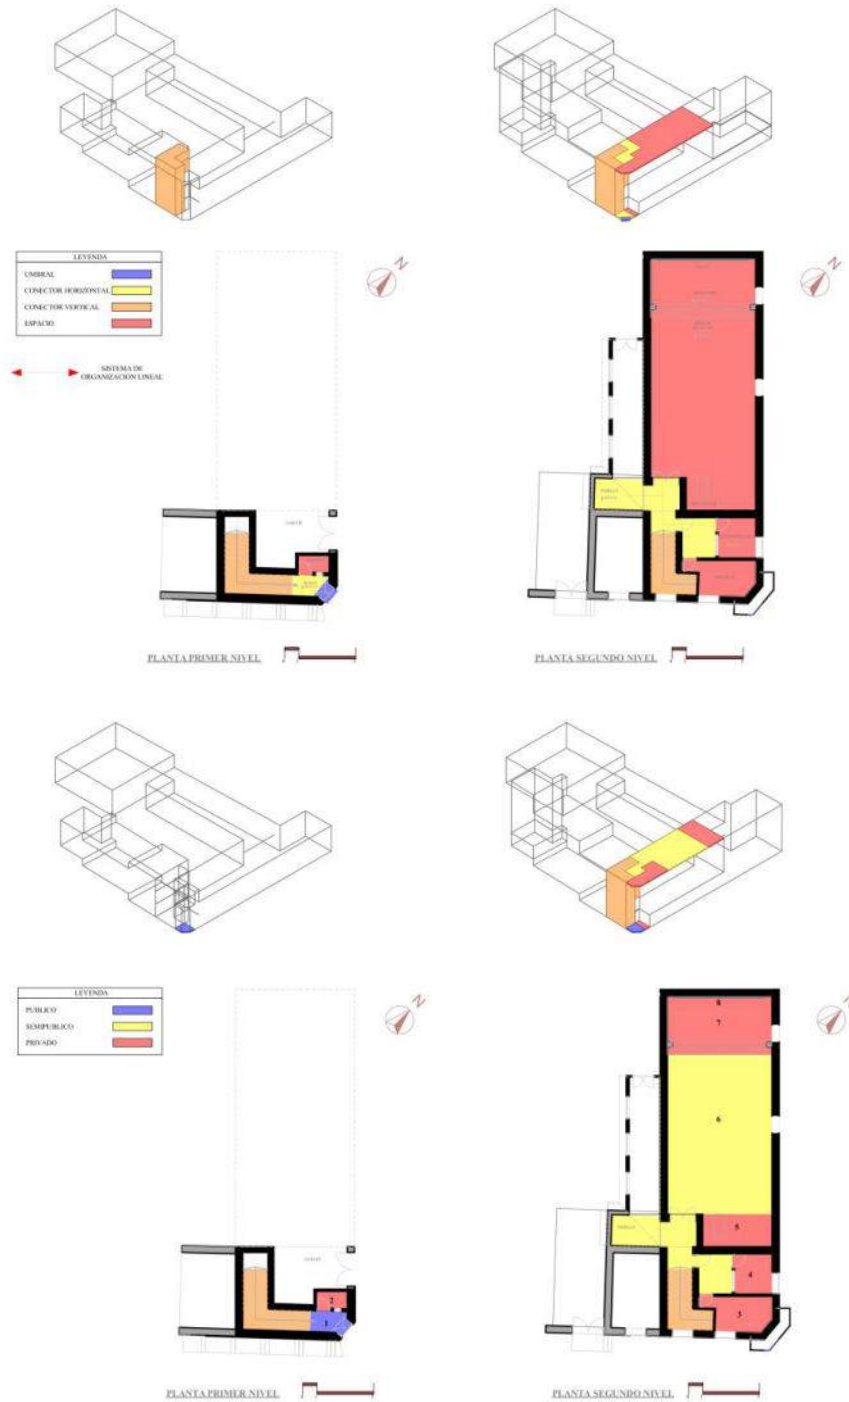 LEYENDA
UMBRAL
CONECTOR HORIZONTAL
CONECTOR VERTICAL
ESPACIO
N
N
SISTEMA DE
ORGANIZACIÓN LINEAL
PLANTA PRIMER NIVEL
PLANTA SEGUNDO NIVEL
LEYENDA
PUBLICO
SEMIPUBLICO
PRIVADO
N
N
8
7
6
5
4
3
2
1
PLANTA PRIMER NIVEL
PLANTA SEGUNDO NIVEL